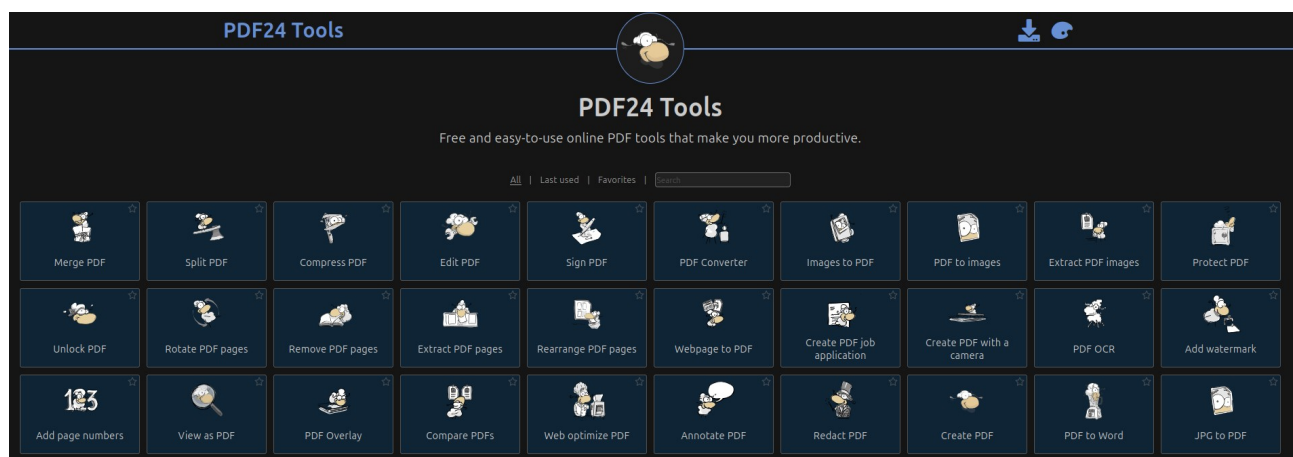 PDF24 Tools
PDF24 Tools
Free and easy-to-use online PDF tools that make you more productive.
All | Last used | Favorites | Search
Merge PDF
Split PDF
Compress PDF
Edit PDF
Sign PDF
PDF Converter
Images to PDF
PDF to images
Extract PDF images
Protect PDF
Unlock PDF
Rotate PDF pages
Remove PDF pages
Extract PDF pages
Rearrange PDF pages
Webpage to PDF
Create PDF job
application
Create PDF with a
camera
PDF OCR
Add watermark
123
Add page numbers
View as PDF
PDF Overlay
Compare PDFs
Web optimize PDF
Annotate PDF
Redact PDF
Create PDF
PDF to Word
JPG to PDF